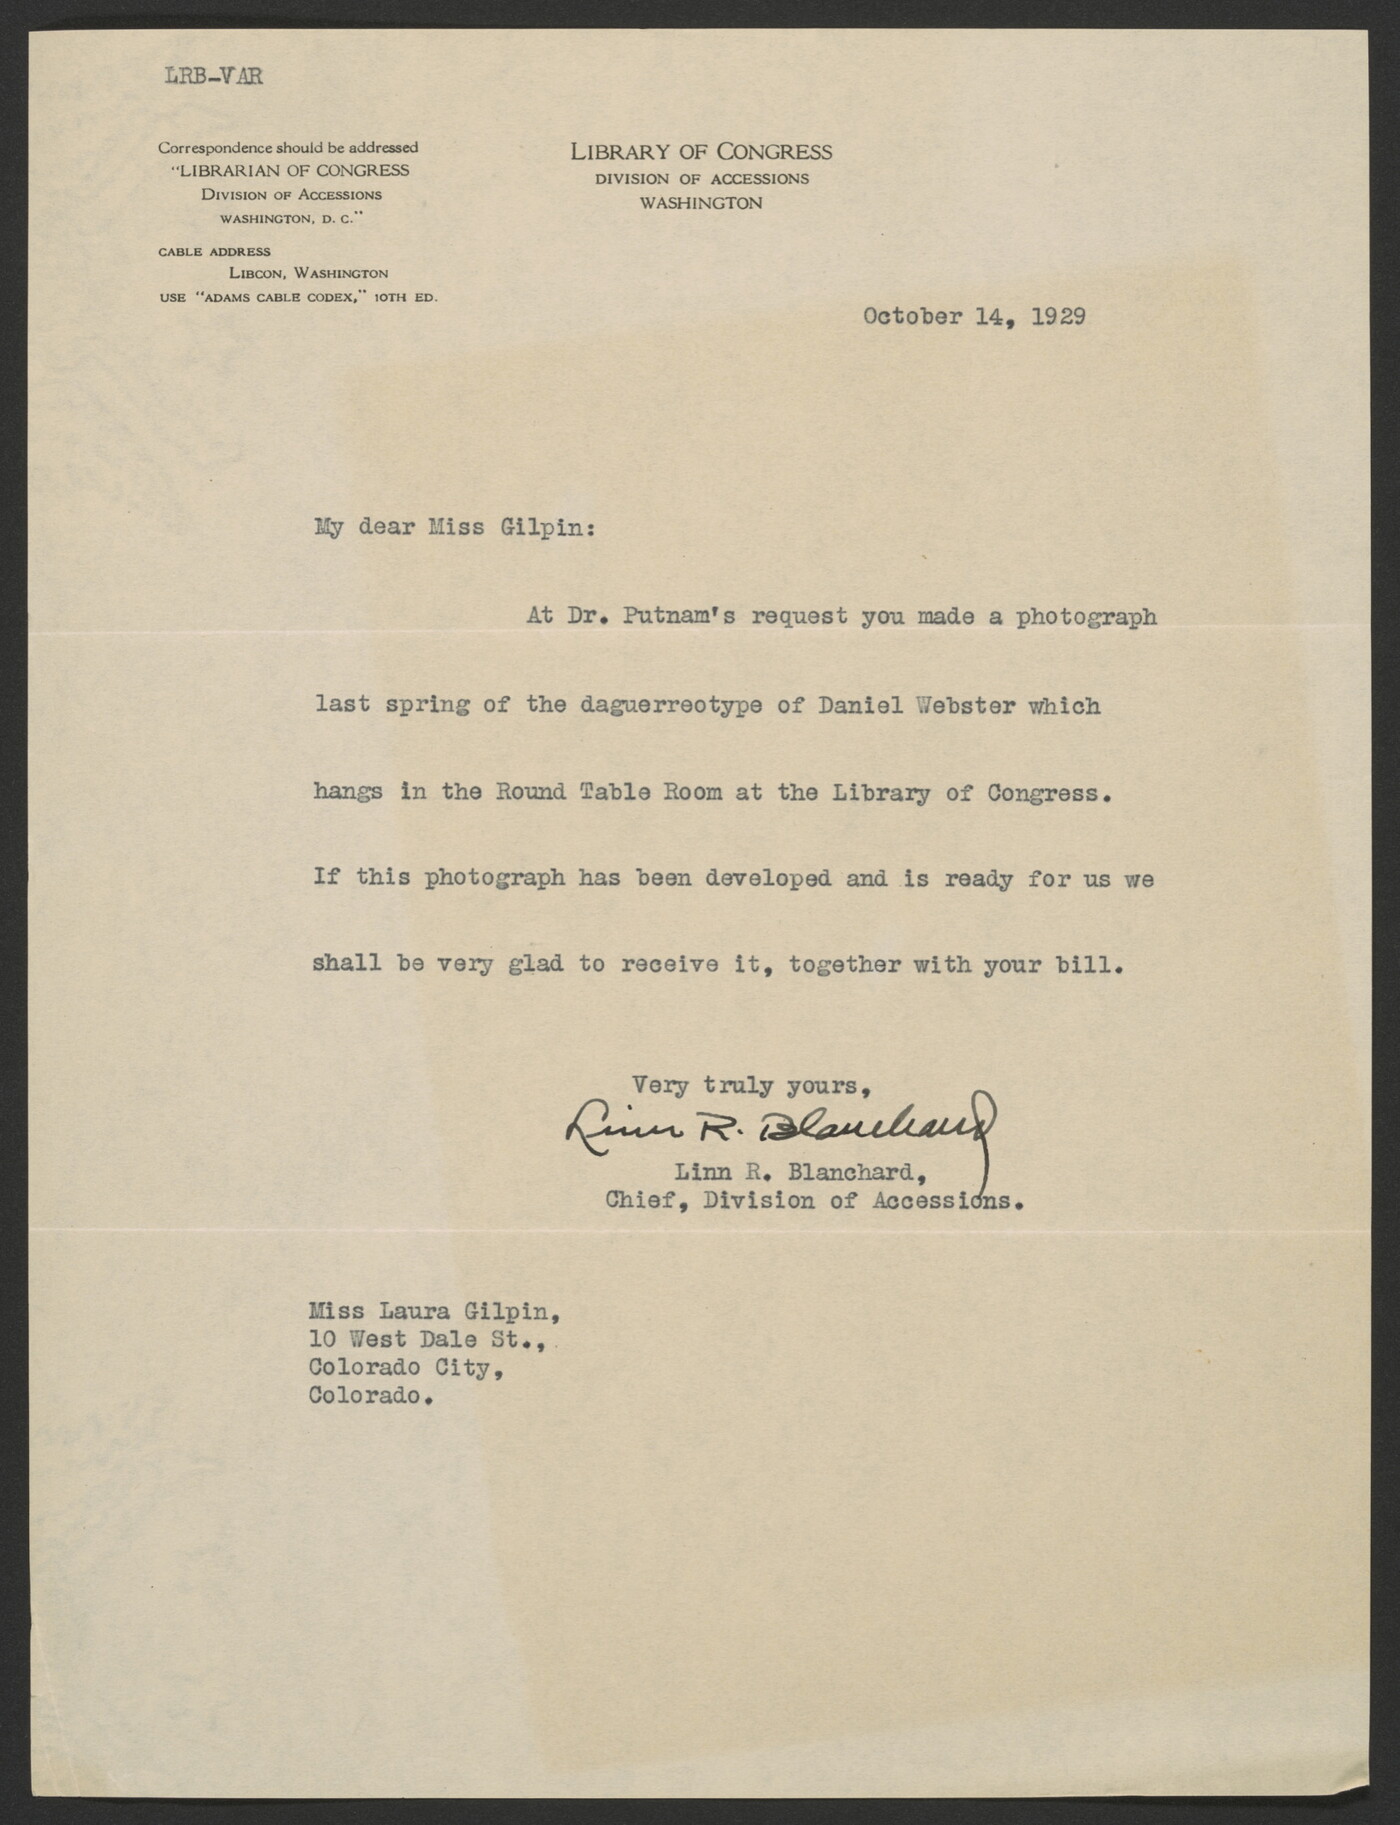 LRB-VAR
Correspondence should be addressed
"LIBRARIAN OF CONGRESS
DIVISION OF ACCESSIONS
WASHINGTON, D. C."
CABLE ADDRESS
LIBCON, WASHINGTON
USE "ADAMS CABLE CODEX," 10TH ED.
LIBRARY OF CONGRESS
DIVISION OF ACCESSIONS
WASHINGTON
October 14, 1929
My dear Miss Gilpin:
At Dr. Putnam's request you made a photograph
last spring of the daguerreotype of Daniel Webster which
hangs in the Round Table Room at the Library of Congress.
If this photograph has been developed and is ready for us we
shall be very glad to receive it, together with your bill.
Very truly yours,
Linn R. Blanchard
Linn R. Blanchard,
Chief, Division of Accessions.
Miss Laura Gilpin,
10 West Dale St.,
Colorado City,
Colorado.